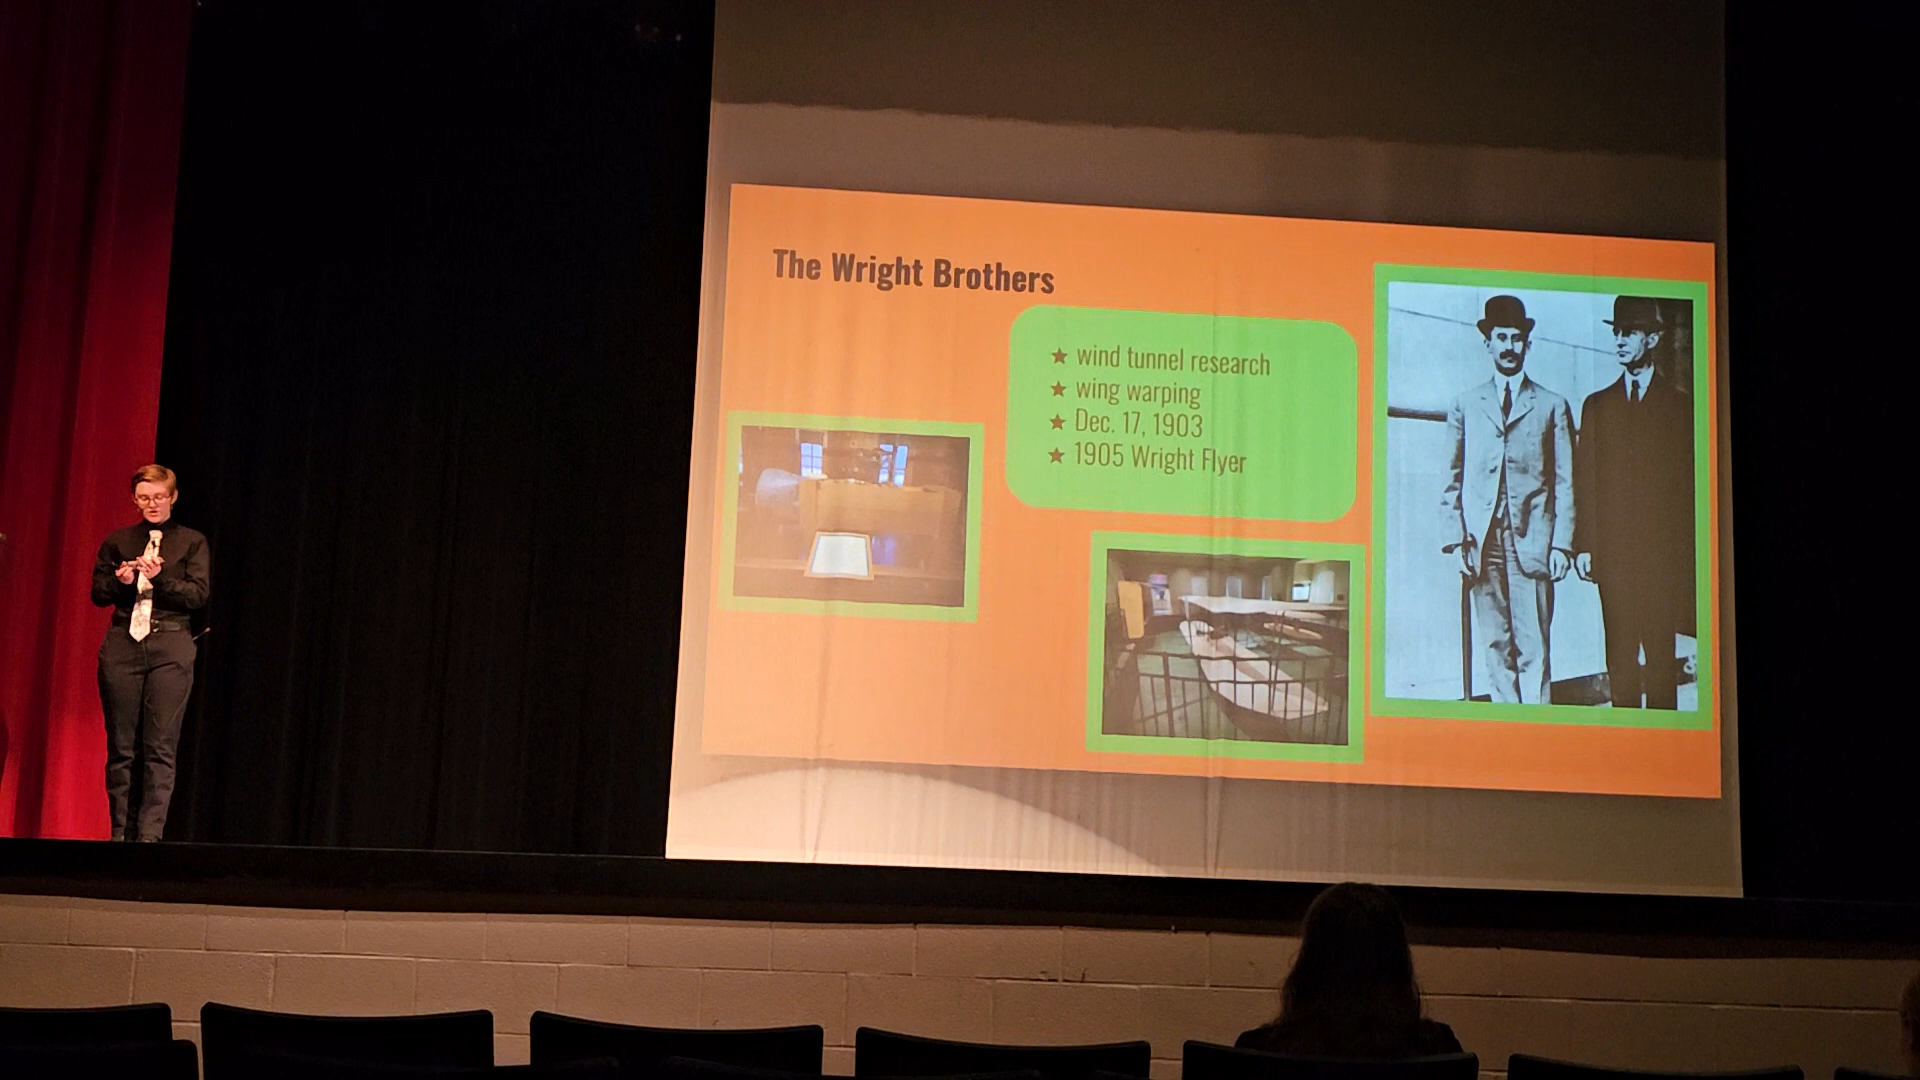 The Wright Brothers
★ wind tunnel research
★ wing warping
★ Dec. 17, 1903
★ 1905 Wright Flyer